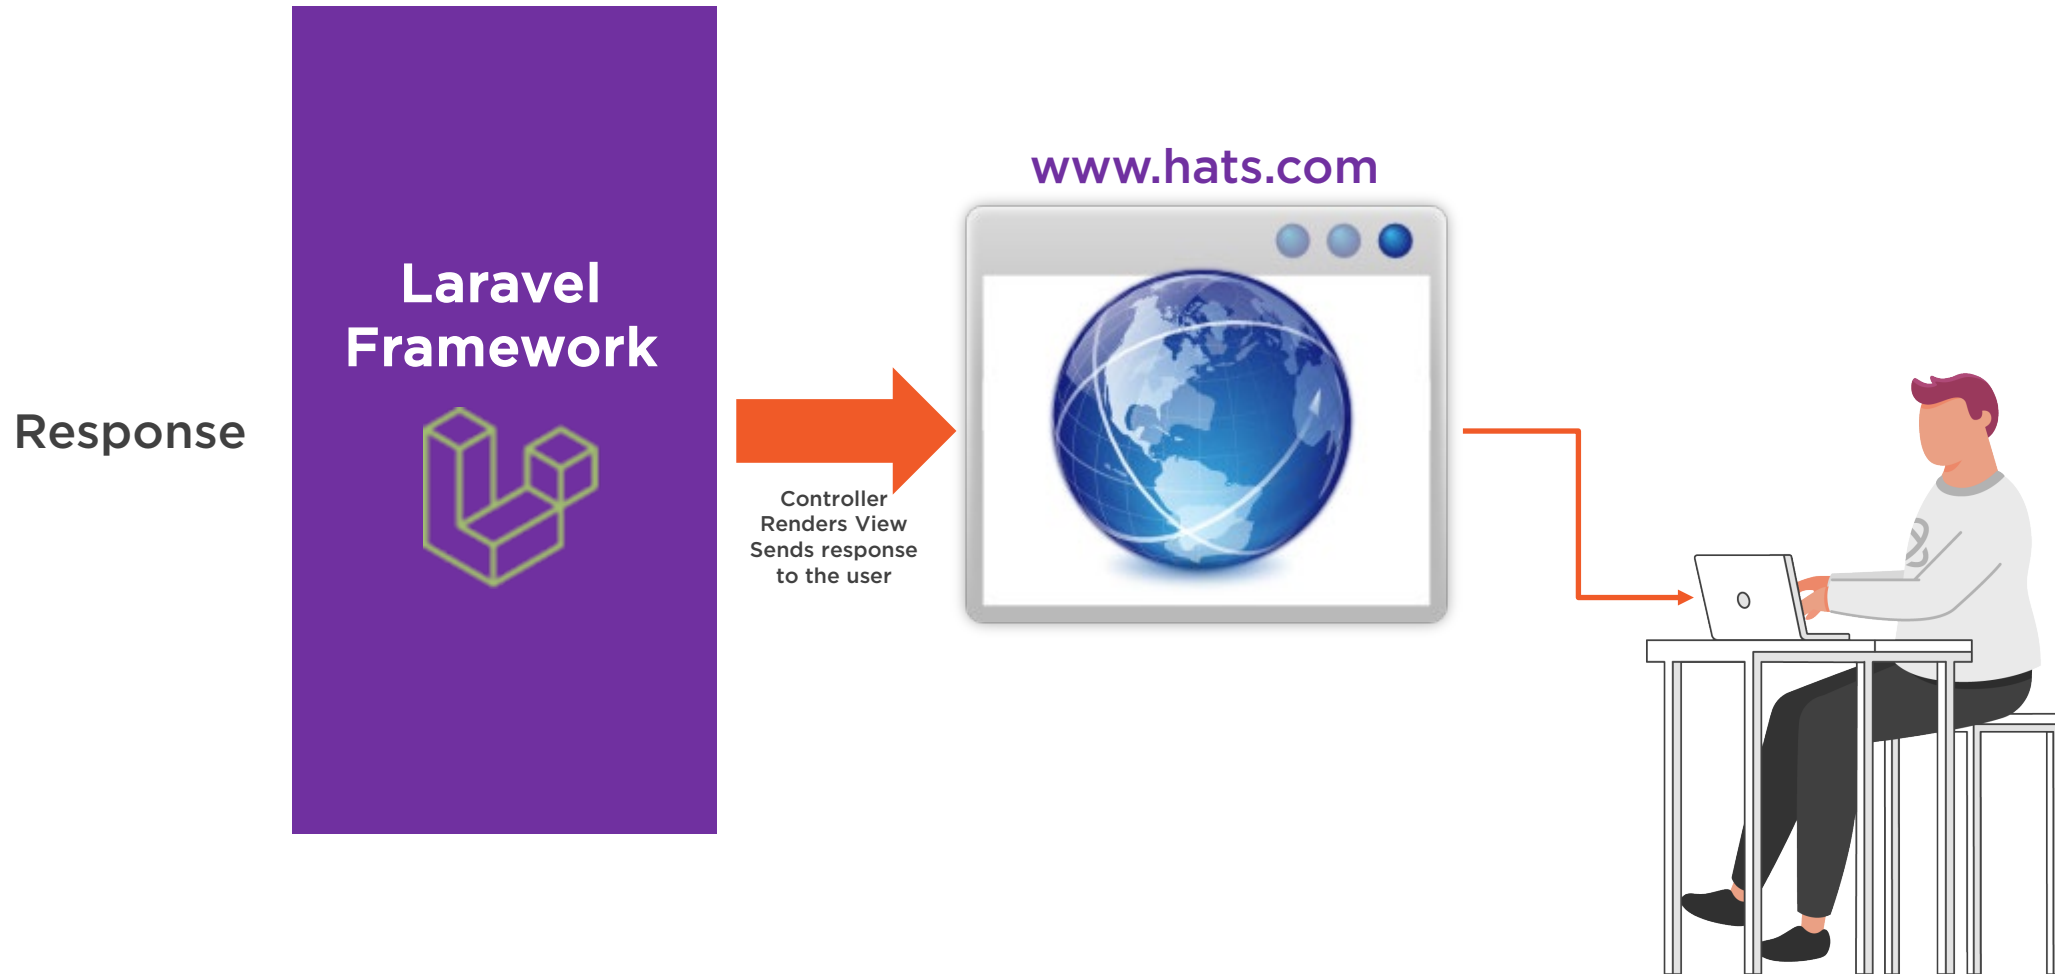 Response
Laravel
Framework
Controller
Renders View
Sends response
to the user
www.hats.com